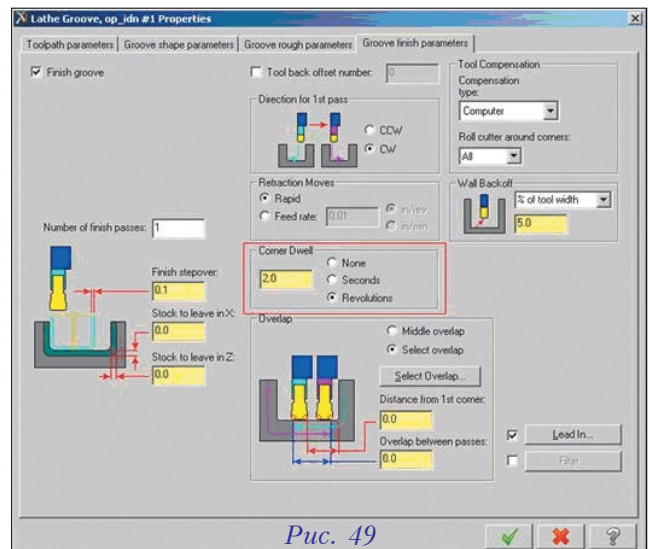 Lathe Groove, op_idn #1 Properties
Toolpath parameters Groove shape parameters Groove rough parameters Groove finish parameters
Finish groove
Tool back offset number: 0
Direction for 1st pass
CCW
CW
Tool Compensation
Compensation
type:
Computer
Roll cutter around corners:
All
Retraction Moves
Rapid
Feed rate: 0.01 in/rev
in/min
Wall Backoff
% of tool width
5.0
Number of finish passes: 1
Finish stepover:
0.1
Stock to leave in X:
0.0
Stock to leave in Z:
0.0
Corner Dwell
2.0
None
Seconds
Revolutions
Overlap
Middle overlap
Select overlap
Select Overlap...
Distance from 1st corner:
0.0
Overlap between passes:
0.0
Lead In...
Filter
Рис. 49